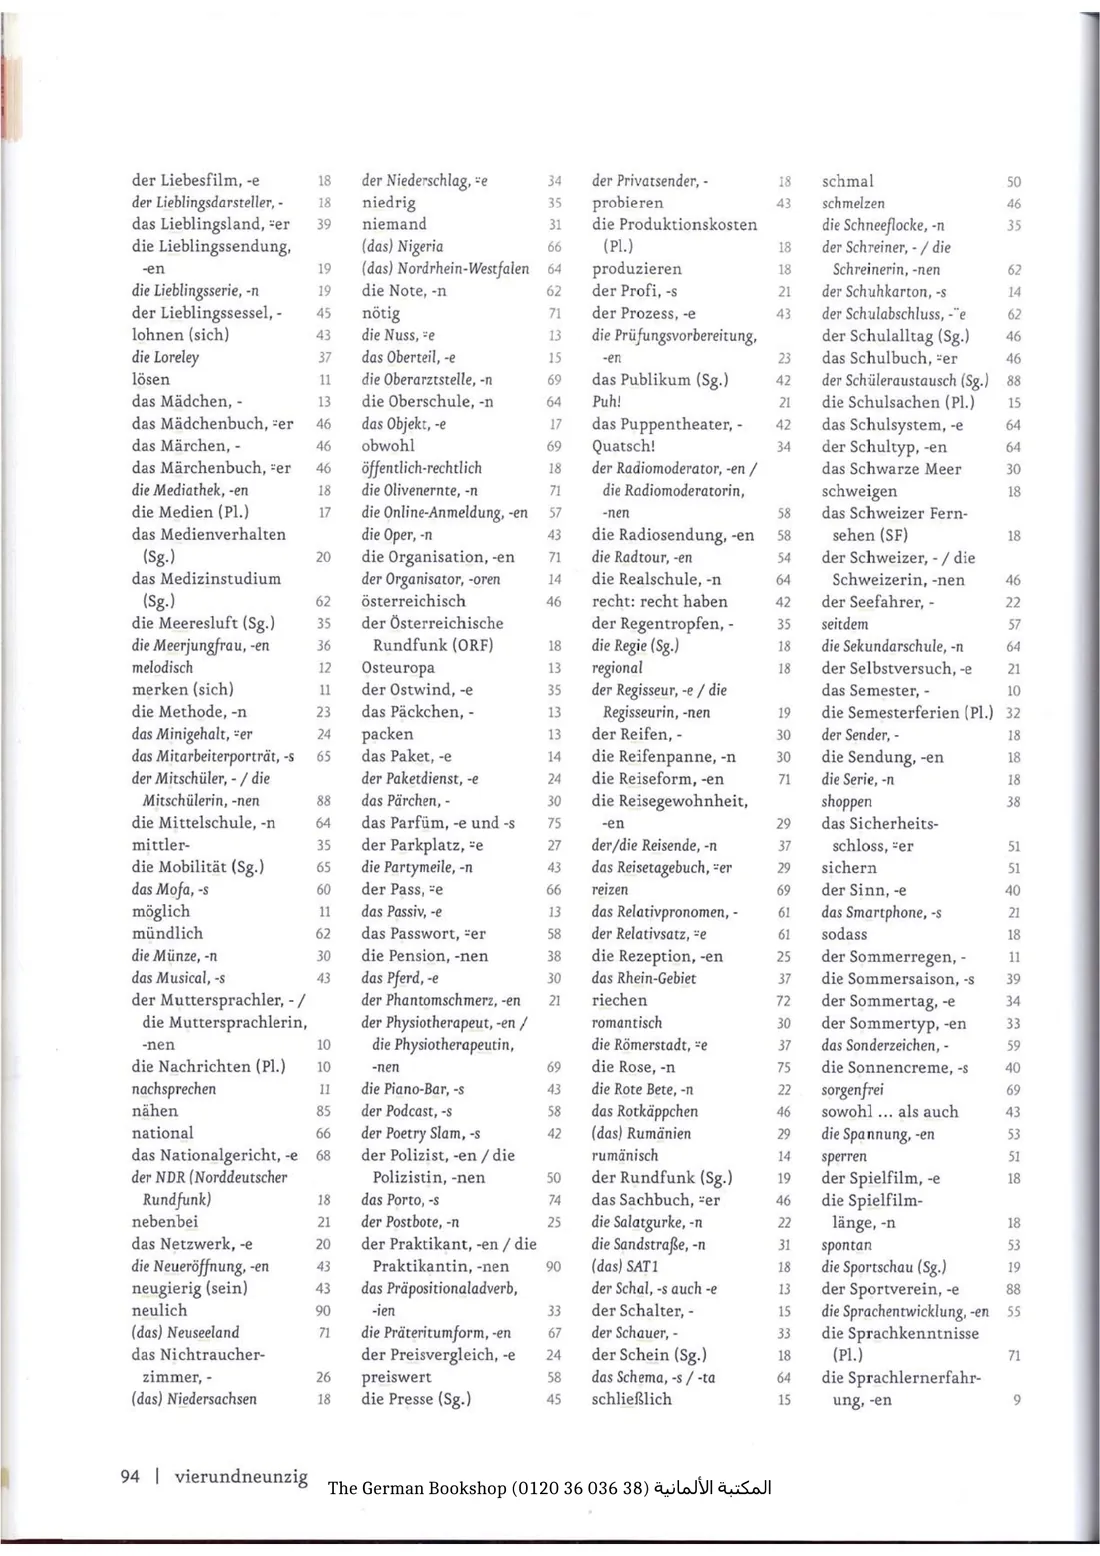 der Liebesfilm, -e 18
der Lieblingsdarsteller, - 18
das Lieblingsland, ⸚er 39
die Lieblingssendung,
-en 19
die Lieblingsserie, -n 19
der Lieblingssessel, - 45
lohnen (sich) 43
die Loreley 37
lösen 11
das Mädchen, - 13
das Mädchenbuch, ⸚er 46
das Märchen, - 46
das Märchenbuch, ⸚er 46
die Mediathek, -en 18
die Medien (Pl.) 17
das Medienverhalten
(Sg.) 20
das Medizinstudium
(Sg.) 62
die Meeresluft (Sg.) 35
die Meerjungfrau, -en 36
melodisch 12
merken (sich) 11
die Methode, -n 23
das Minigehalt, ⸚er 24
das Mitarbeiterporträt, -s 65
der Mitschüler, - / die
Mitschülerin, -nen 88
die Mittelschule, -n 64
mittler- 35
die Mobilität (Sg.) 65
das Mofa, -s 60
möglich 11
mündlich 62
die Münze, -n 30
das Musical, -s 43
der Muttersprachler, - /
die Muttersprachlerin,
-nen 10
die Nachrichten (Pl.) 10
nachsprechen 11
nähen 85
national 66
das Nationalgericht, -e 68
der NDR (Norddeutscher
Rundfunk) 18
nebenbei 21
das Netzwerk, -e 20
die Neueröffnung, -en 43
neugierig (sein) 43
neulich 90
(das) Neuseeland 71
das Nichtraucher-
zimmer, - 26
(das) Niedersachsen 18
der Niederschlag, ⸚e 34
niedrig 35
niemand 31
(das) Nigeria 66
(das) Nordrhein-Westfalen 64
die Note, -n 62
nötig 71
die Nuss, ⸚e 13
das Oberteil, -e 15
die Oberarztstelle, -n 69
die Oberschule, -n 64
das Objekt, -e 17
obwohl 69
öffentlich-rechtlich 18
die Olivenernte, -n 71
die Online-Anmeldung, -en 57
die Oper, -n 43
die Organisation, -en 71
der Organisator, -oren 14
österreichisch 46
der Österreichische
Rundfunk (ORF) 18
Osteuropa 13
der Ostwind, -e 35
das Päckchen, - 13
packen 13
das Paket, -e 14
der Paketdienst, -e 24
das Pärchen, - 30
das Parfüm, -e und -s 75
der Parkplatz, ⸚e 27
die Partymeile, -n 43
der Pass, ⸚e 66
das Passiv, -e 13
das Passwort, ⸚er 58
die Pension, -nen 38
das Pferd, -e 30
der Phantomschmerz, -en 21
der Physiotherapeut, -en /
die Physiotherapeutin,
-nen 69
die Piano-Bar, -s 43
der Podcast, -s 58
der Poetry Slam, -s 42
der Polizist, -en / die
Polizistin, -nen 50
das Porto, -s 74
der Postbote, -n 25
der Praktikant, -en / die
Praktikantin, -nen 90
das Präpositionaladverb,
-ien 33
die Präteritumform, -en 67
der Preisvergleich, -e 24
preiswert 58
die Presse (Sg.) 45
der Privatsender, - 18
probieren 43
die Produktionskosten
(Pl.) 18
produzieren 18
der Profi, -s 21
der Prozess, -e 43
die Prüfungsvorbereitung,
-en 23
das Publikum (Sg.) 42
Puh! 21
das Puppentheater, - 42
Quatsch! 34
der Radiomoderator, -en /
die Radiomoderatorin,
-nen 58
die Radiosendung, -en 58
die Radtour, -en 54
die Realschule, -n 64
recht: recht haben 42
der Regentropfen, - 35
die Regie (Sg.) 18
regional 18
der Regisseur, -e / die
Regisseurin, -nen 19
der Reifen, - 30
die Reifenpanne, -n 30
die Reiseform, -en 71
die Reisegewohnheit,
-en 29
der/die Reisende, -n 37
das Reisetagebuch, ⸚er 29
reizen 69
das Relativpronomen, - 61
der Relativsatz, ⸚e 61
die Rezeption, -en 25
das Rhein-Gebiet 37
riechen 72
romantisch 30
die Römerstadt, ⸚e 37
die Rose, -n 75
die Rote Bete, -n 22
das Rotkäppchen 46
(das) Rumänien 29
rumänisch 14
der Rundfunk (Sg.) 19
das Sachbuch, ⸚er 46
die Salatgurke, -n 22
die Sandstraße, -n 31
(das) SAT1 18
der Schal, -s auch -e 13
der Schalter, - 15
der Schauer, - 33
der Schein (Sg.) 18
das Schema, -s / -ta 64
schließlich 15
schmal 50
schmelzen 46
die Schneeflocke, -n 35
der Schreiner, - / die
Schreinerin, -nen 62
der Schuhkarton, -s 14
der Schulabschluss, -¨e 62
der Schulalltag (Sg.) 46
das Schulbuch, ⸚er 46
der Schüleraustausch (Sg.) 88
die Schulsachen (Pl.) 15
das Schulsystem, -e 64
der Schultyp, -en 64
das Schwarze Meer 30
schweigen 18
das Schweizer Fern-
sehen (SF) 18
der Schweizer, - / die
Schweizerin, -nen 46
der Seefahrer, - 22
seitdem 57
die Sekundarschule, -n 64
der Selbstversuch, -e 21
das Semester, - 10
die Semesterferien (Pl.) 32
der Sender, - 18
die Sendung, -en 18
die Serie, -n 18
shoppen 38
das Sicherheits-
schloss, ⸚er 51
sichern 51
der Sinn, -e 40
das Smartphone, -s 21
sodass 18
der Sommerregen, - 11
die Sommersaison, -s 39
der Sommertag, -e 34
der Sommertyp, -en 33
das Sonderzeichen, - 59
die Sonnencreme, -s 40
sorgenfrei 69
sowohl ... als auch 43
die Spannung, -en 53
sperren 51
der Spielfilm, -e 18
die Spielfilm-
länge, -n 18
spontan 53
die Sportschau (Sg.) 19
der Sportverein, -e 88
die Sprachentwicklung, -en 55
die Sprachkenntnisse
(Pl.) 71
die Sprachlernerfahr-
ung, -en 9
94 | vierundneunzig
The German Bookshop (0120 36 036 38) المكتبة الألمانية